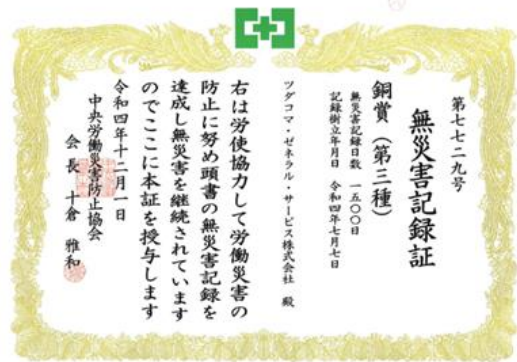 第七七二九号
無災害記録証
銅賞（第三種）
無災害記録日数 一五〇〇日
記録樹立年月日 令和四年七月七日
ツダコマ・ゼネラル・サービス株式会社 殿
右は労使協力して労働災害の
防止に努め頭書の無災害記録を
達成し無災害を継続されています
のでここに本証を授与します
令和四年十二月一日
中央労働災害防止協会
会長 十倉 雅和